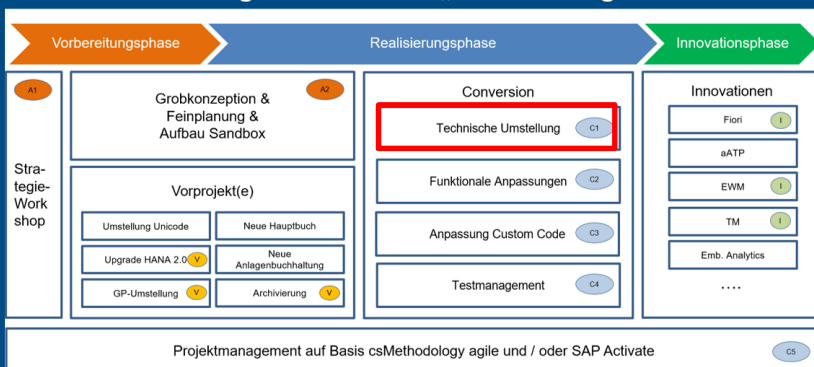 Vorbereitungsphase
Realisierungsphase
Innovationsphase
A1
Stra-
tegie-
Work
shop
A2
Grobkonzeption &
Feinplanung &
Aufbau Sandbox
Vorprojekt(e)
Umstellung Unicode
Neue Hauptbuch
Upgrade HANA 2.0 V
Neue
Anlagenbuchhaltung
GP-Umstellung V
Archivierung V
Conversion
Technische Umstellung C1
Funktionale Anpassungen C2
Anpassung Custom Code C3
Testmanagement C4
Innovationen
Fiori I
aATP
EWM I
TM I
Emb. Analytics
....
Projektmanagement auf Basis csMethodology agile und / oder SAP Activate C5